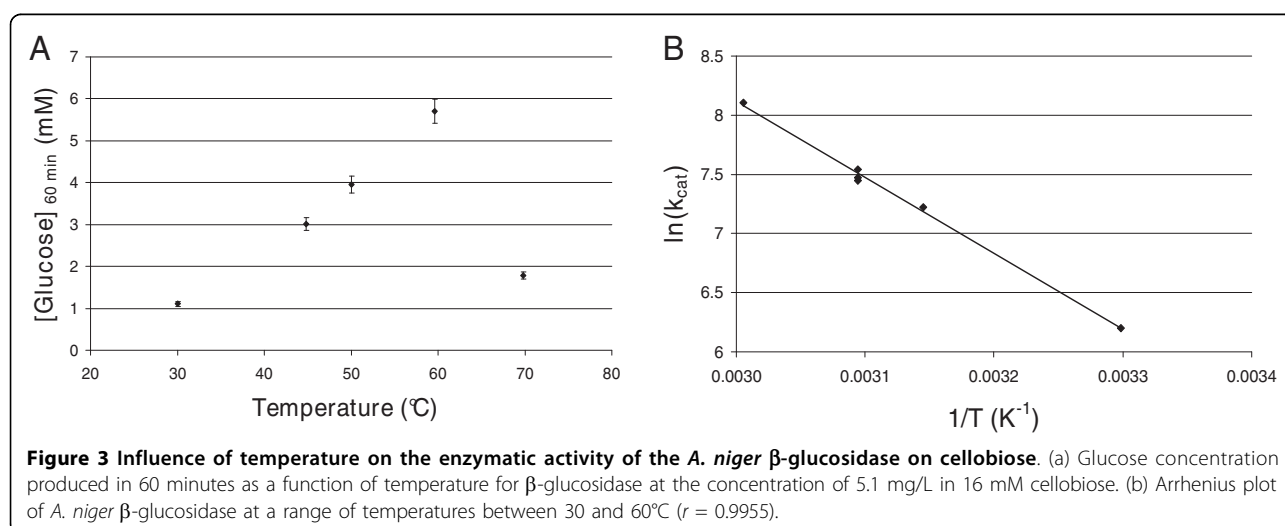 A
[Glucose] 60 min (mM)
7
6
5
4
3
2
1
0
20 30 40 50 60 70 80
Temperature (°C)
B
ln(kcat)
8.5
8
7.5
7
6.5
6
0.0030 0.0031 0.0032 0.0033 0.0034
1/T (K-1)
Figure 3 Influence of temperature on the enzymatic activity of the A. niger β-glucosidase on cellobiose. (a) Glucose concentration
produced in 60 minutes as a function of temperature for β-glucosidase at the concentration of 5.1 mg/L in 16 mM cellobiose. (b) Arrhenius plot
of A. niger β-glucosidase at a range of temperatures between 30 and 60°C (r = 0.9955).